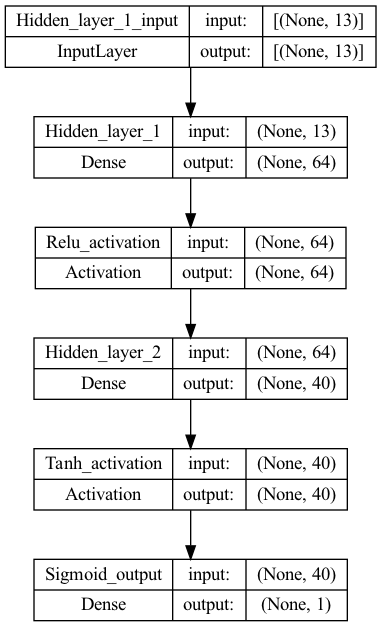 Hidden_layer_1_input input: [(None, 13)]
InputLayer output: [(None, 13)]
Hidden_layer_1 input: (None, 13)
Dense output: (None, 64)
Relu_activation input: (None, 64)
Activation output: (None, 64)
Hidden_layer_2 input: (None, 64)
Dense output: (None, 40)
Tanh_activation input: (None, 40)
Activation output: (None, 40)
Sigmoid_output input: (None, 40)
Dense output: (None, 1)